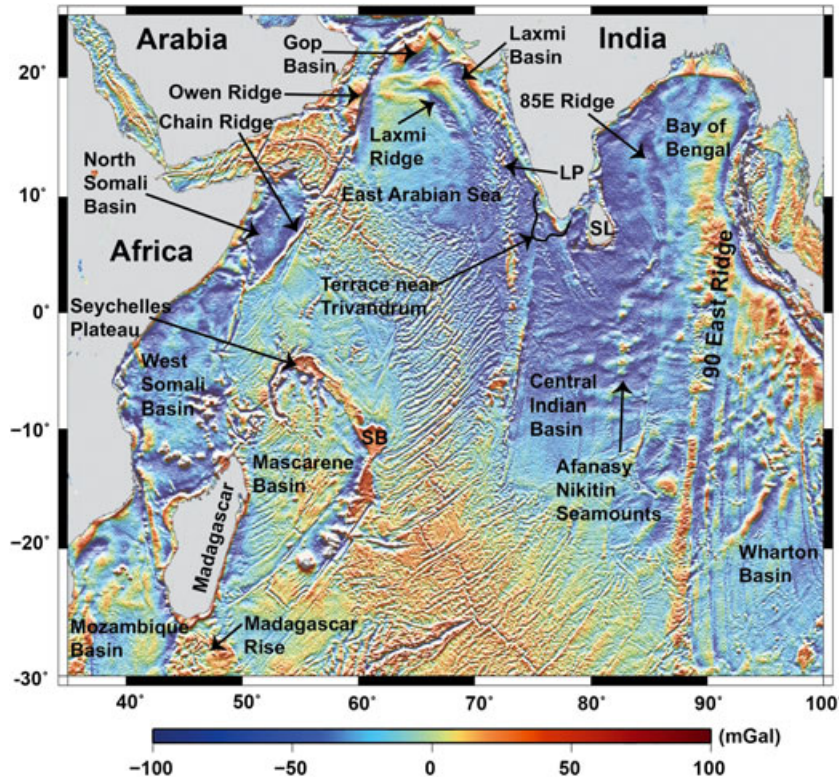 Arabia
Gop
Basin
Laxmi
Basin
India
20˚
Owen Ridge
85E Ridge
Chain Ridge
Laxmi
Ridge
Bay of
Bengal
North
Somali
Basin
LP
10˚
East Arabian Sea
SL
Africa
Terrace near
Trivandrum
0˚
Seychelles
Plateau
90 East Ridge
West
Somali
Basin
Central
Indian
Basin
−10˚
SB
Mascarene
Basin
Afanasy
Nikitin
Seamounts
Madagascar
−20˚
Wharton
Basin
Mozambique
Basin
Madagascar
Rise
−30˚
40˚ 50˚ 60˚ 70˚ 80˚ 90˚ 100˚
(mGal)
−100 −50 0 50 100